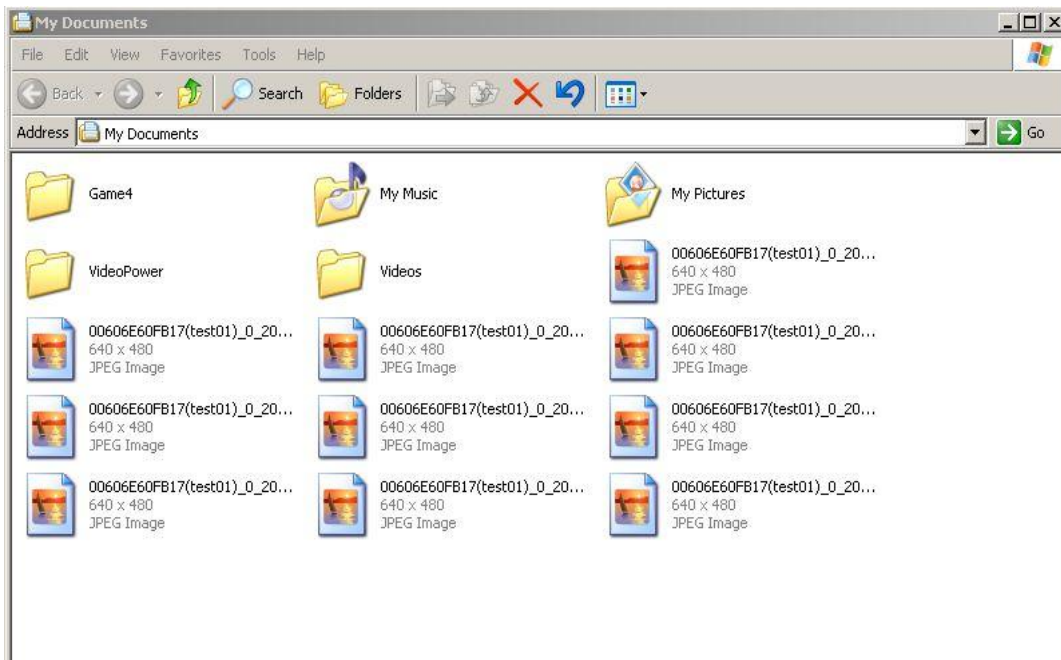 My Documents
File Edit View Favorites Tools Help
Back Search Folders
Address My Documents Go
Game4 My Music My Pictures
VideoPower Videos 00606E60FB17(test01)_0_20...
640 x 480
JPEG Image
00606E60FB17(test01)_0_20... 00606E60FB17(test01)_0_20... 00606E60FB17(test01)_0_20...
640 x 480 640 x 480 640 x 480
JPEG Image JPEG Image JPEG Image
00606E60FB17(test01)_0_20... 00606E60FB17(test01)_0_20... 00606E60FB17(test01)_0_20...
640 x 480 640 x 480 640 x 480
JPEG Image JPEG Image JPEG Image
00606E60FB17(test01)_0_20... 00606E60FB17(test01)_0_20... 00606E60FB17(test01)_0_20...
640 x 480 640 x 480 640 x 480
JPEG Image JPEG Image JPEG Image